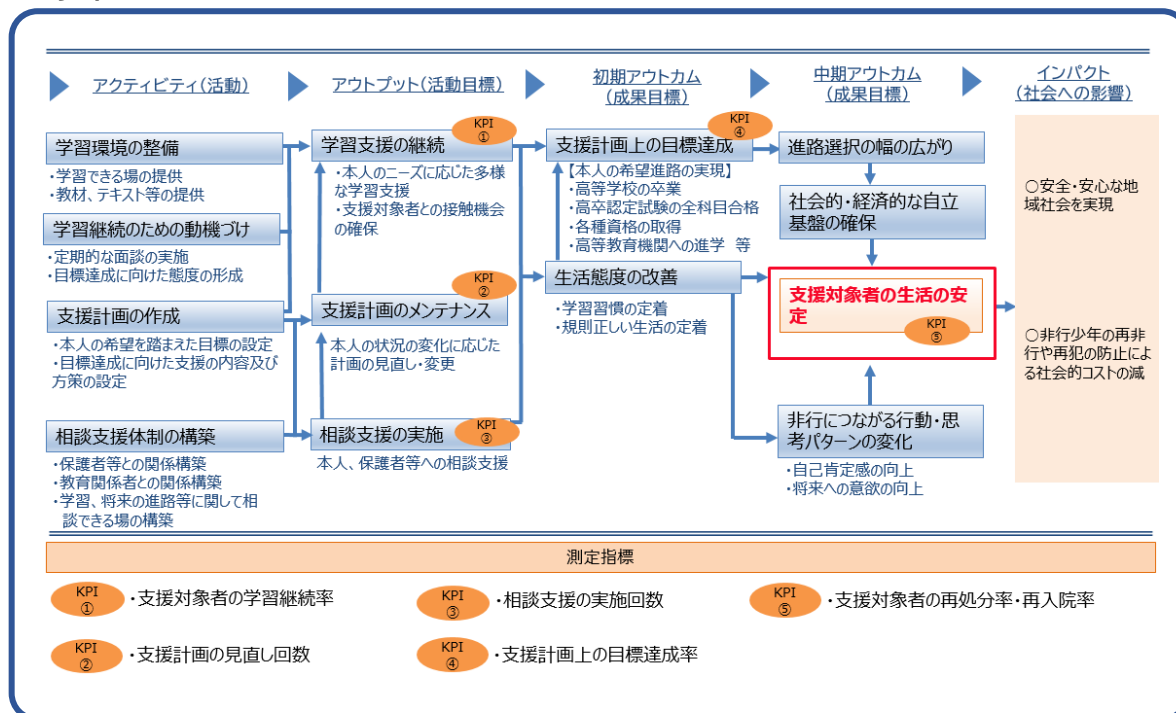 アクティビティ（活動）
アウトプット（活動目標）
初期アウトカム
（成果目標）
中期アウトカム
（成果目標）
インパクト
（社会への影響）
学習環境の整備
・学習できる場の提供
・教材、テキスト等の提供
学習継続のための動機づけ
・定期的な面談の実施
・目標達成に向けた態度の形成
支援計画の作成
・本人の希望を踏まえた目標の設定
・目標達成に向けた支援の内容及び
方策の設定
相談支援体制の構築
・保護者等との関係構築
・教育関係者との関係構築
・学習、将来の進路等に関して相
談できる場の構築
学習支援の継続
KPI
①
・本人のニーズに応じた多様
な学習支援
・支援対象者との接触機会
の確保
支援計画のメンテナンス
KPI
②
本人の状況の変化に応じた
計画の見直し・変更
相談支援の実施
KPI
③
本人、保護者等への相談支援
支援計画上の目標達成
KPI
④
【本人の希望進路の実現】
・高等学校の卒業
・高卒認定試験の全科目合格
・各種資格の取得
・高等教育機関への進学 等
生活態度の改善
・学習習慣の定着
・規則正しい生活の定着
進路選択の幅の広がり
社会的・経済的な自立
基盤の確保
支援対象者の生活の安
定
KPI
⑤
非行につながる行動・思
考パターンの変化
・自己肯定感の向上
・将来への意欲の向上
○安全・安心な地
域社会を実現
○非行少年の再非
行や再犯の防止によ
る社会的コストの減
測定指標
KPI
①
・支援対象者の学習継続率
KPI
③
・相談支援の実施回数
KPI
⑤
・支援対象者の再処分率・再入院率
KPI
②
・支援計画の見直し回数
KPI
④
・支援計画上の目標達成率